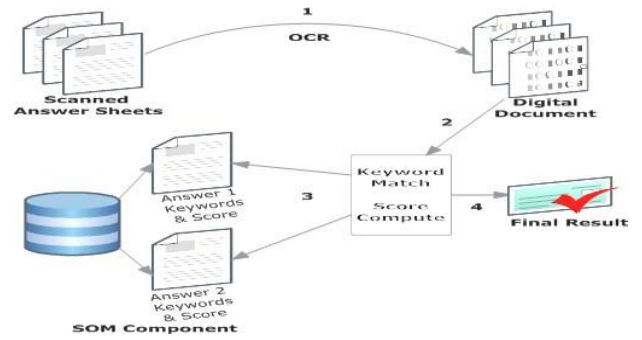 1
OCR
Scanned
Answer Sheets
Digital
Document
2
Keyword
Match
Score
Compute
3
4
Final Result
Answer 1
Keywords
& Score
Answer 2
Keywords
& Score
SOM Component